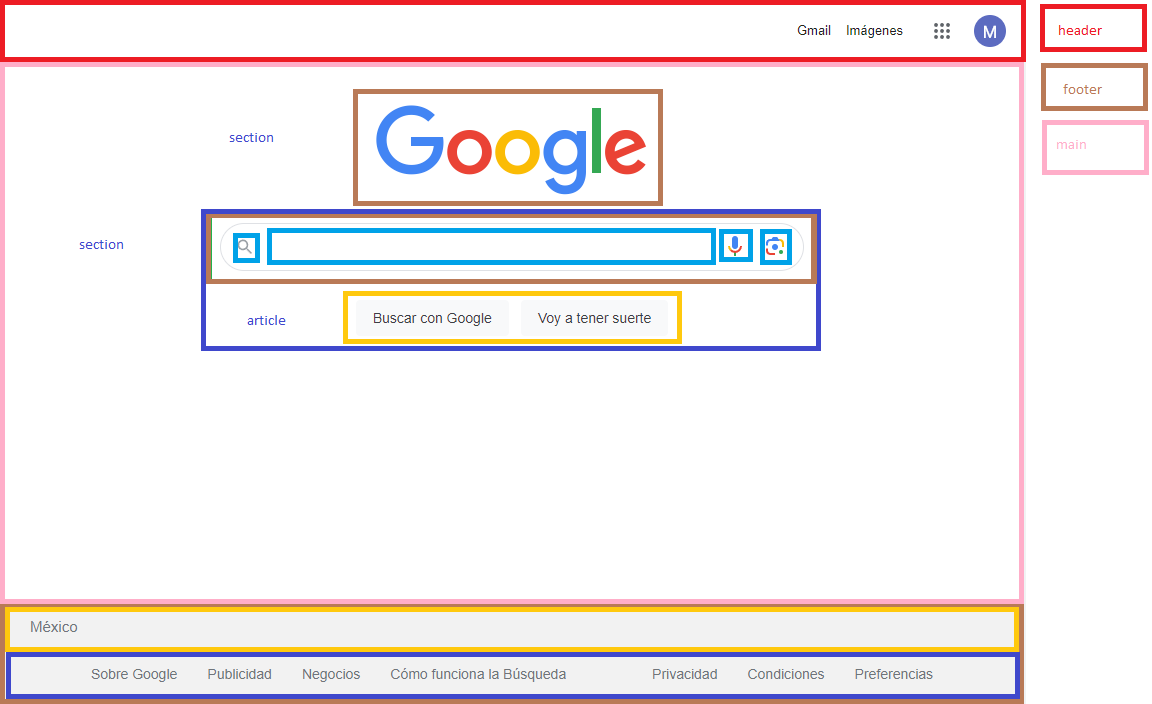 Gmail Imágenes M
header
footer
main
section
Google
section
article
Buscar con Google Voy a tener suerte
México
Sobre Google Publicidad Negocios Cómo funciona la Búsqueda Privacidad Condiciones Preferencias